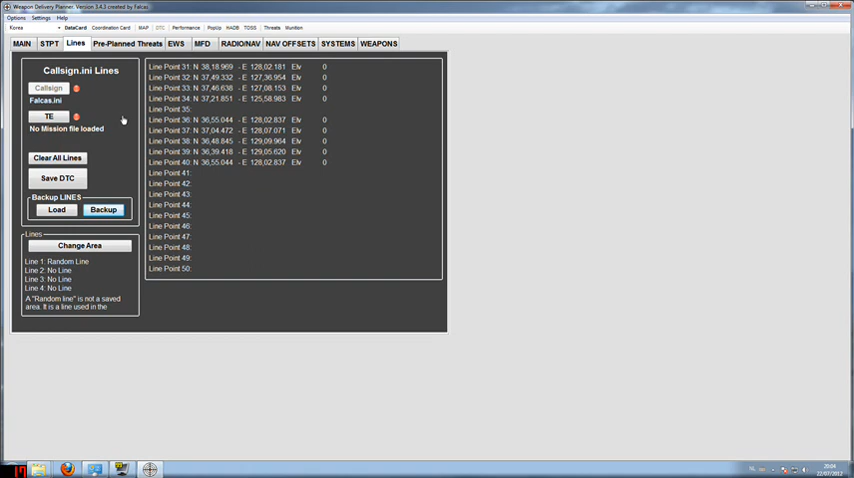 Weapon Delivery Planner. Version 3.4.3 created by Falcas
Options Settings Help
Korea DataCard Coordination Card MAP DTC Performance PopUp HADB TOSS Threats Munition
MAIN STPT Lines Pre-Planned Threats EWS MFD RADIO/NAV NAV OFFSETS SYSTEMS WEAPONS
Callsign.ini Lines
Callsign
Falcas.ini
TE
No Mission file loaded
Clear All Lines
Save DTC
Backup LINES
Load Backup
Lines
Change Area
Line 1: Random Line
Line 2: No Line
Line 3: No Line
Line 4: No Line
A "Random line" is not a saved
area. It is a line used in the
Line Point 31: N 38,18.969 - E 128,02.181 Elv 0
Line Point 32: N 37,49.332 - E 127,36.954 Elv 0
Line Point 33: N 37,46.638 - E 127,08.153 Elv 0
Line Point 34: N 37,21.851 - E 125,58.983 Elv 0
Line Point 35:
Line Point 36: N 36,55.044 - E 128,02.837 Elv 0
Line Point 37: N 37,04.472 - E 128,07.071 Elv 0
Line Point 38: N 36,48.845 - E 129,09.964 Elv 0
Line Point 39: N 36,39.418 - E 129,05.620 Elv 0
Line Point 40: N 36,55.044 - E 128,02.837 Elv 0
Line Point 41:
Line Point 42:
Line Point 43:
Line Point 44:
Line Point 45:
Line Point 46:
Line Point 47:
Line Point 48:
Line Point 49:
Line Point 50:
20:04
22/07/2012